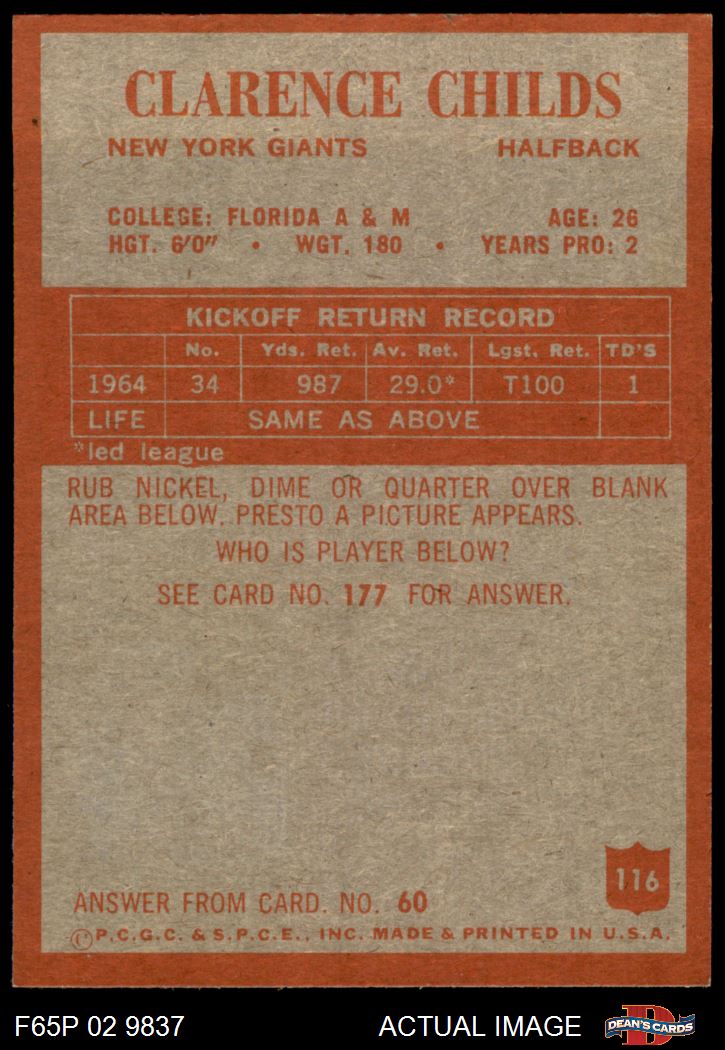 CLARENCE CHILDS
NEW YORK GIANTS HALFBACK
COLLEGE: FLORIDA A & M AGE: 26
HGT. 6'0" • WGT. 180 • YEARS PRO: 2
KICKOFF RETURN RECORD
No. Yds. Ret. Av. Ret. Lgst. Ret. TD'S
1964 34 987 29.0* T100 1
LIFE SAME AS ABOVE
*led league
RUB NICKEL, DIME OR QUARTER OVER BLANK
AREA BELOW. PRESTO A PICTURE APPEARS.
WHO IS PLAYER BELOW?
SEE CARD NO. 177 FOR ANSWER.
116
ANSWER FROM CARD. NO. 60
©P.C.G.C. & S.P.C.E., INC. MADE & PRINTED IN U.S.A.
F65P 02 9837 ACTUAL IMAGE D DEAN'S CARDS